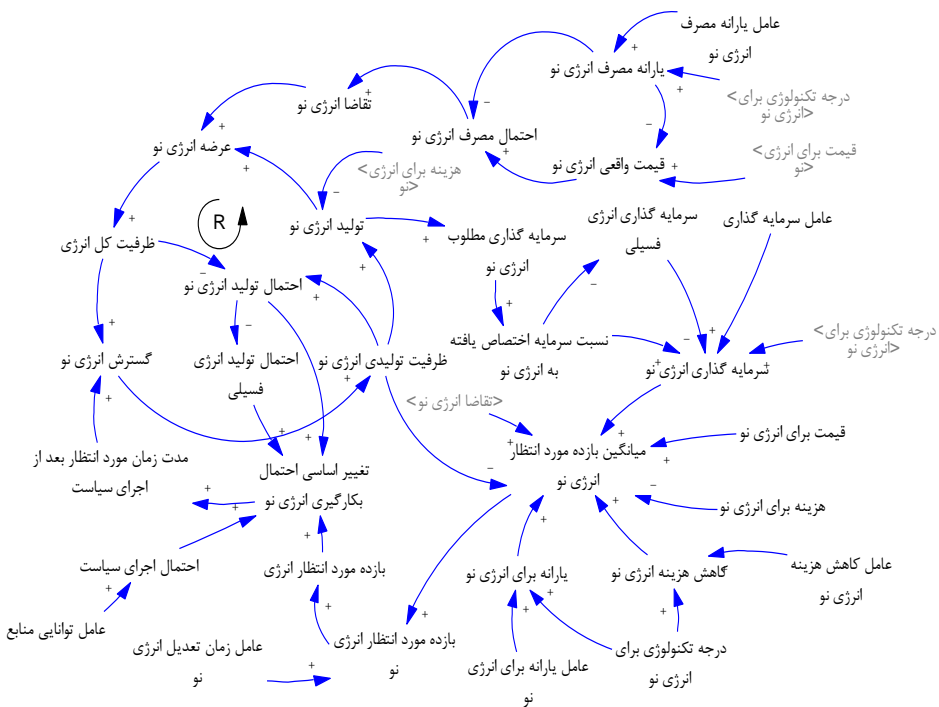 عامل یارانه مصرف
انرژی نو
یارانه مصرف انرژی نو
<درجه تکنولوژی برای
انرژی نو>
تقاضا انرژی نو
احتمال مصرف انرژی نو
عرضه انرژی نو
<قیمت برای انرژی
نو>
قیمت واقعی انرژی نو
<هزینه برای انرژی
نو>
R
تولید انرژی نو
سرمایه گذاری مطلوب
انرژی نو
سرمایه گذاری انرژی
فسیلی
عامل سرمایه گذاری
ظرفیت کل انرژی
احتمال تولید انرژی نو
گسترش انرژی نو
احتمال تولید انرژی
فسیلی
ظرفیت تولیدی انرژی نو
نسبت سرمایه اختصاص یافته
به انرژی نو
<درجه تکنولوژی برای
انرژی نو>
سرمایه گذاری انرژی نو
<تقاضا انرژی نو>
قیمت برای انرژی نو
میانگین بازده مورد انتظار
انرژی نو
مدت زمان مورد انتظار بعد از
اجرای سیاست
تغییر اساسی احتمال
بکارگیری انرژی نو
هزینه برای انرژی نو
احتمال اجرای سیاست
بازده مورد انتظار انرژی
یارانه برای انرژی نو
کاهش هزینه انرژی نو
عامل کاهش هزینه
انرژی نو
عامل توانایی منابع
عامل زمان تعدیل انرژی
نو
بازده مورد انتظار انرژی
نو
عامل یارانه برای انرژی
نو
درجه تکنولوژی برای
انرژی نو